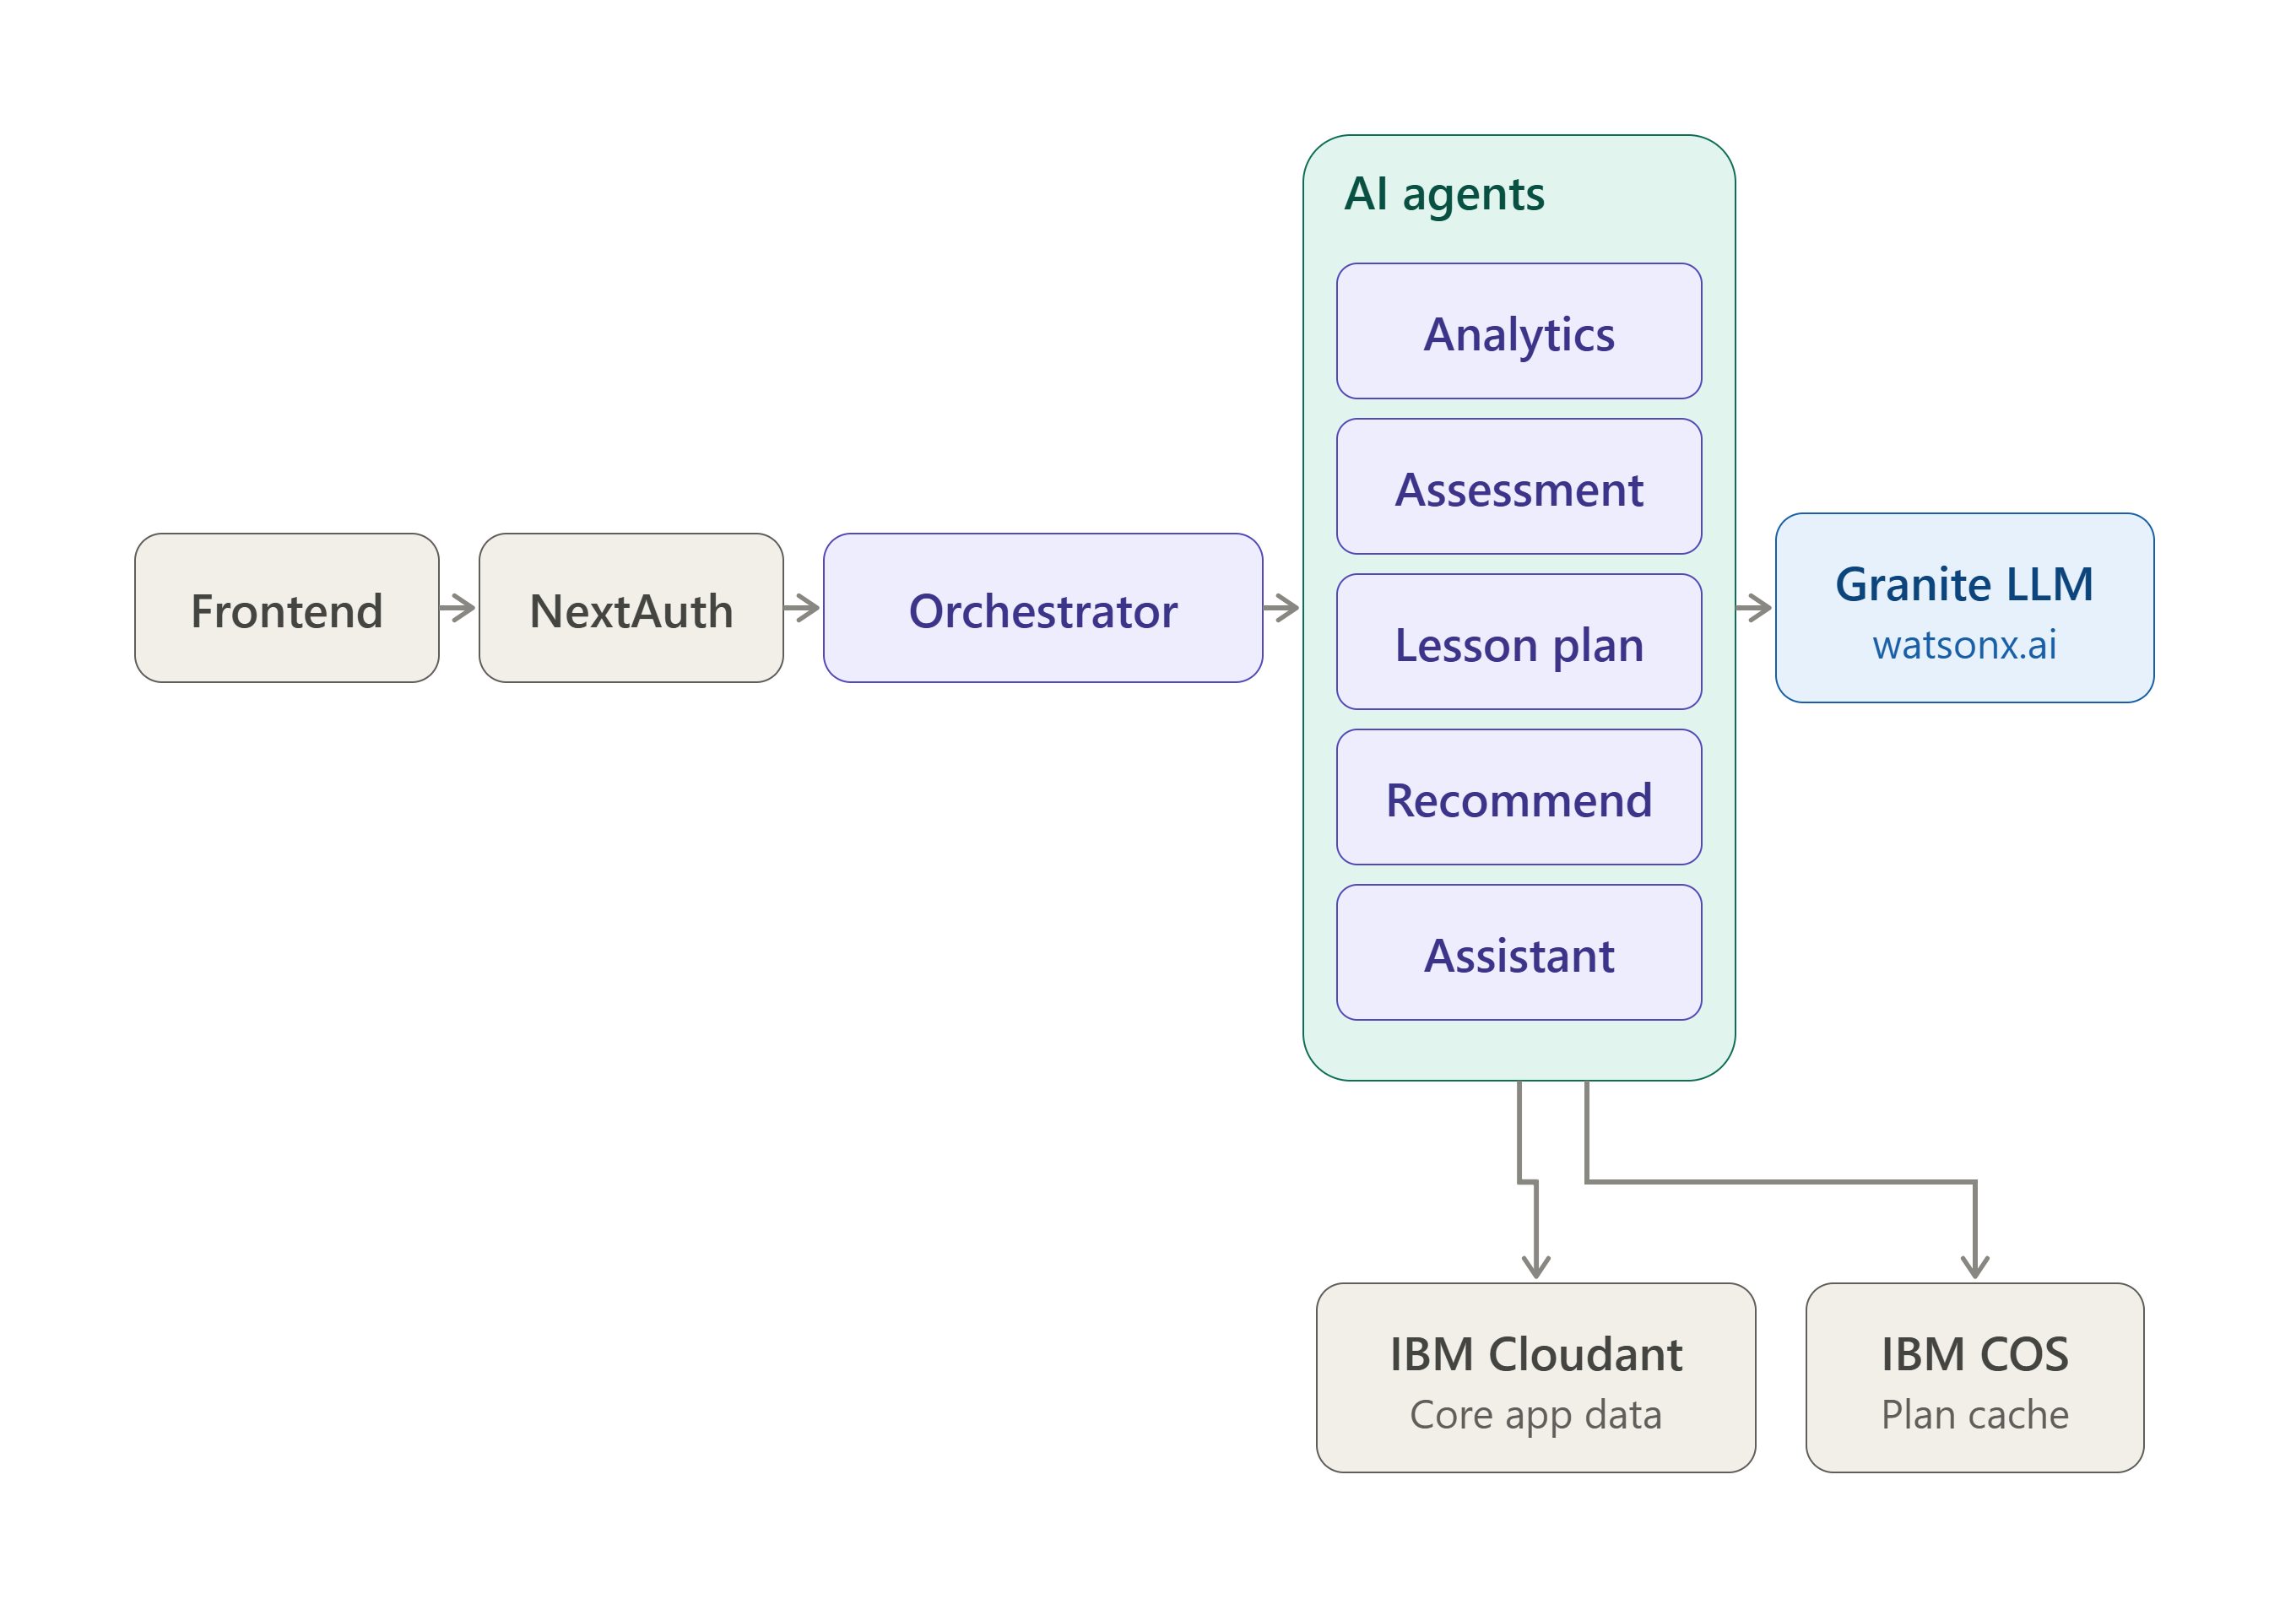 AI agents
Analytics
Assessment
Frontend
NextAuth
Orchestrator
Lesson plan
Granite LLM
watsonx.ai
Recommend
Assistant
IBM Cloudant
Core app data
IBM COS
Plan cache